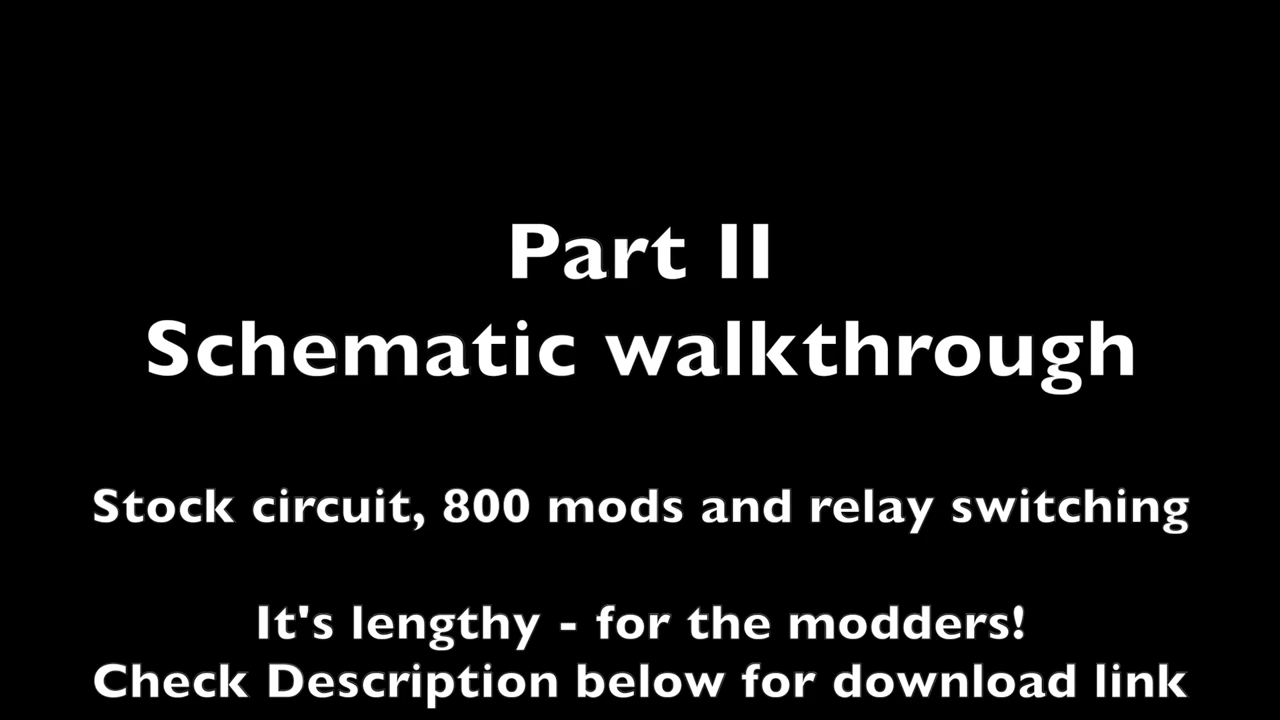 Part II
Schematic walkthrough
Stock circuit, 800 mods and relay switching
It's lengthy - for the modders!
Check Description below for download link